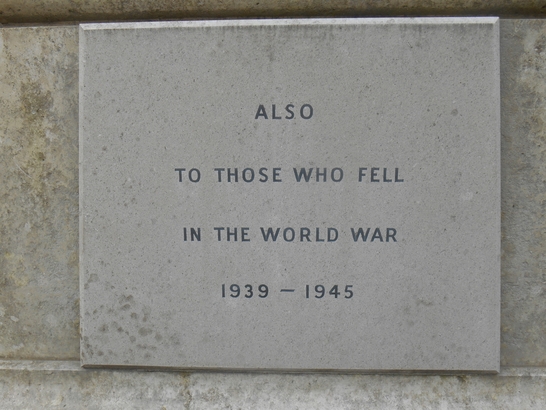 ALSO
TO THOSE WHO FELL
IN THE WORLD WAR
1939 — 1945